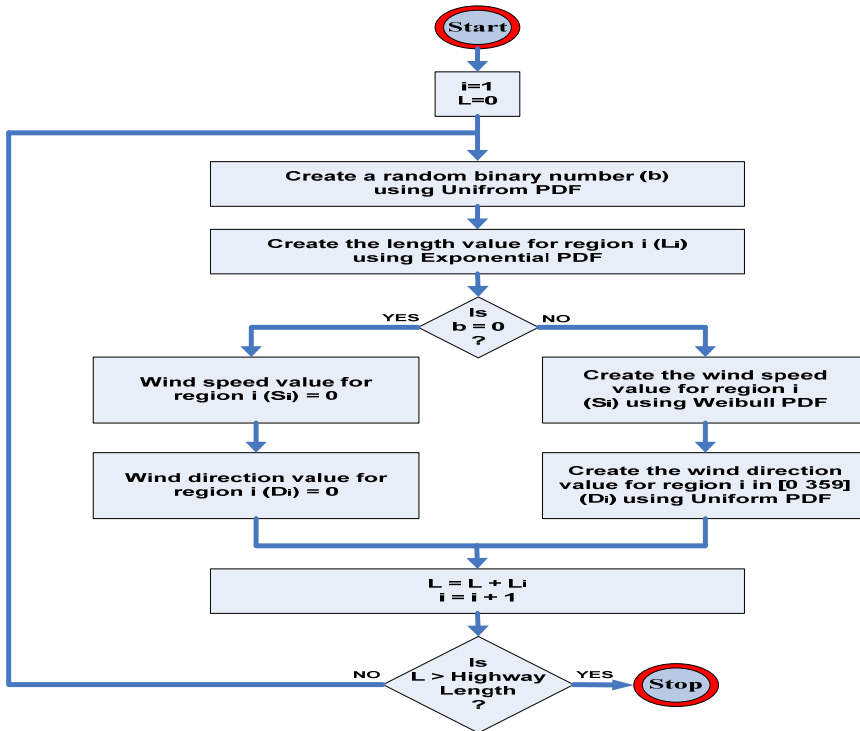 Start
i=1
L=0
Create a random binary number (b)
using Unifrom PDF
Create the length value for region i (Li)
using Exponential PDF
Is
b = 0
?
YES
NO
Wind speed value for
region i (Si) = 0
Create the wind speed
value for region i
(Si) using Weibull PDF
Wind direction value for
region i (Di) = 0
Create the wind direction
value for region i in [0 359]
(Di) using Uniform PDF
L = L + Li
i = i + 1
Is
L > Highway
Length
?
NO
YES
Stop